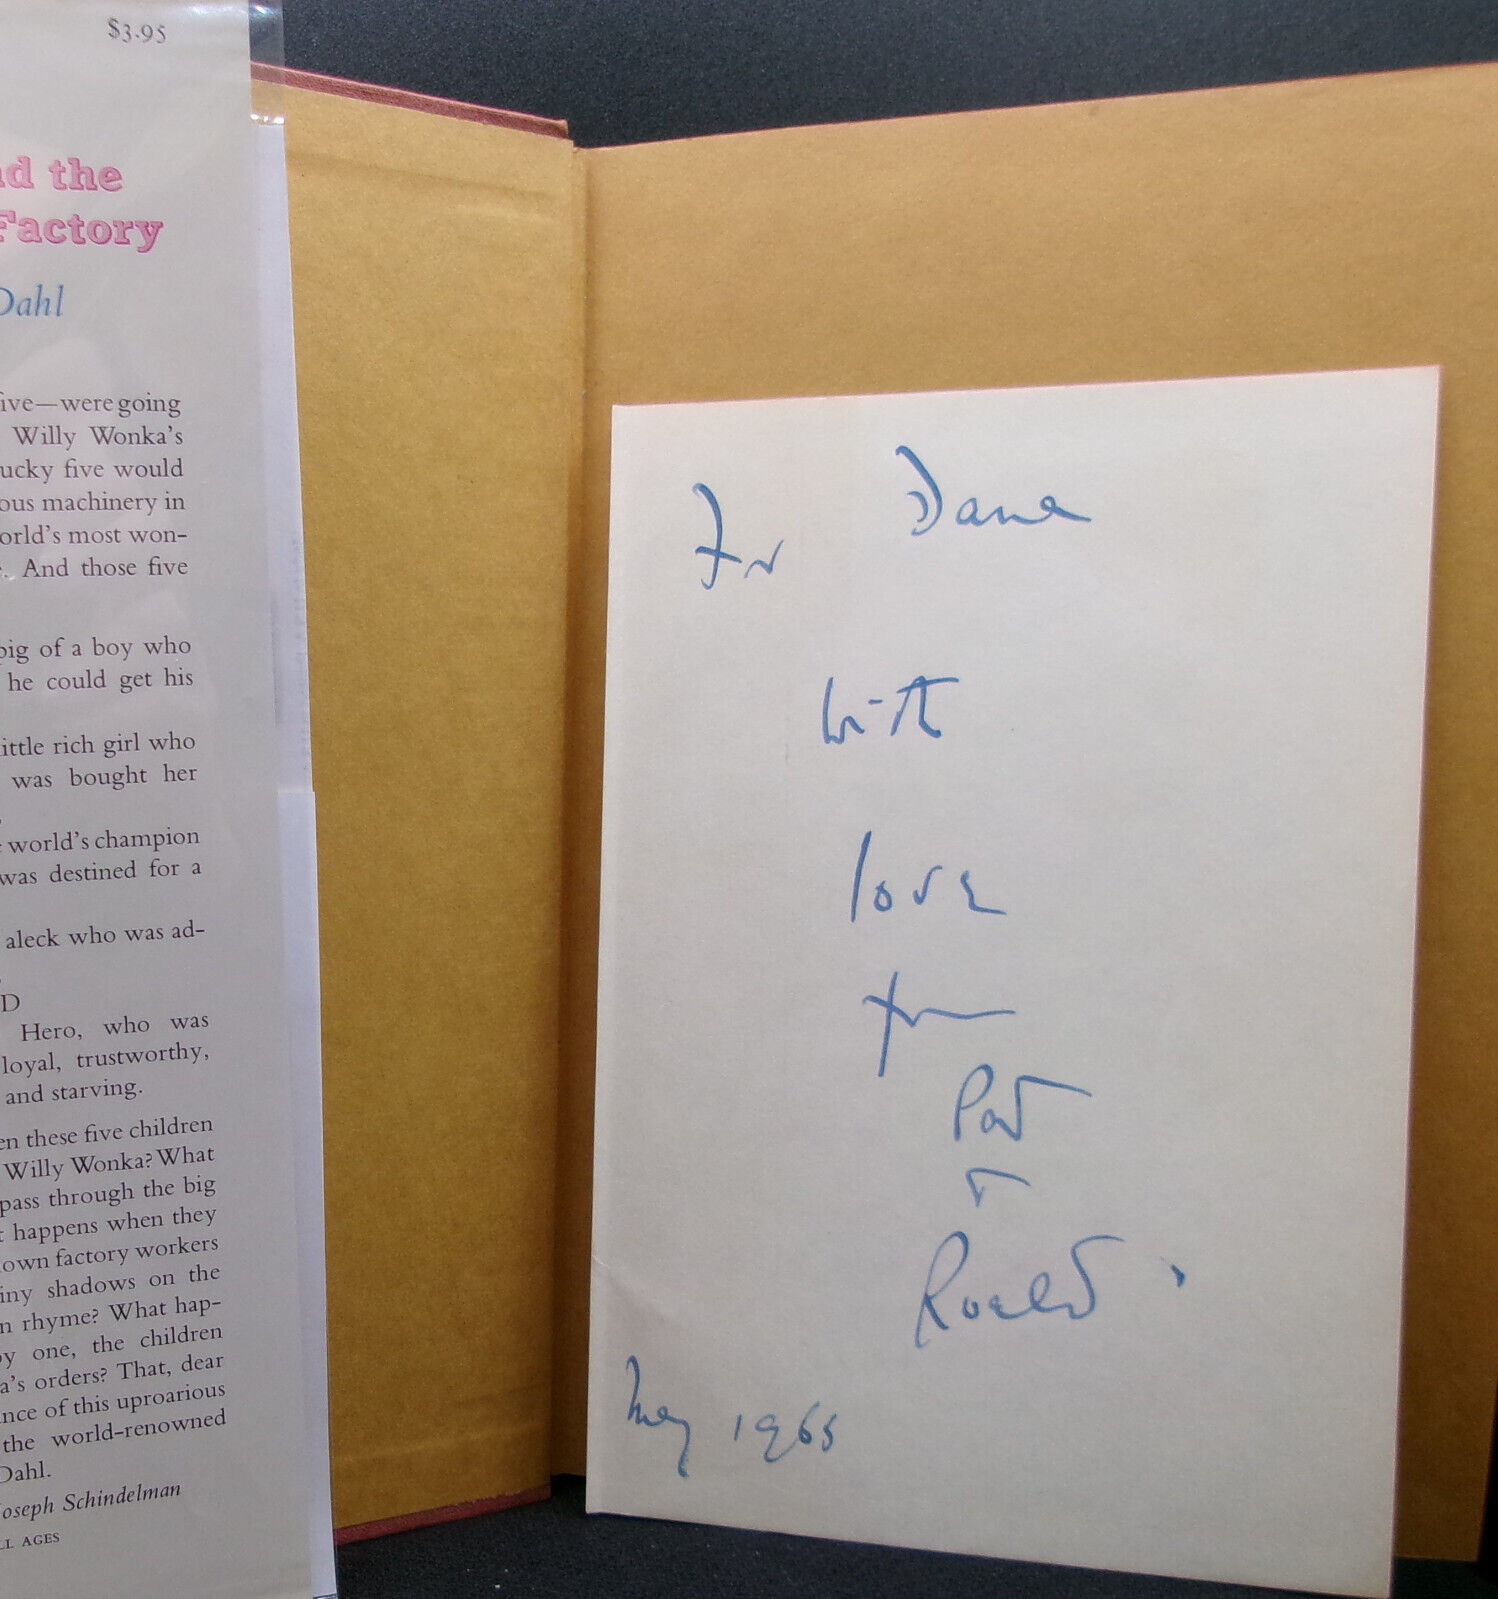 $3.95
nd the
Factory
Dahl
five—were going
Willy Wonka's
ucky five would
ous machinery in
orld's most won-
. And those five
pig of a boy who
he could get his
ittle rich girl who
was bought her
world's champion
was destined for a
aleck who was ad-
D
Hero, who was
loyal, trustworthy,
and starving.
en these five children
Willy Wonka? What
pass through the big
t happens when they
own factory workers
iny shadows on the
n rhyme? What hap-
by one, the children
a's orders? That, dear
nce of this uproarious
the world-renowned
Dahl.
Joseph Schindelman
LL AGES
For Dana
with
love
from
Pat
+
Roald
May 1965